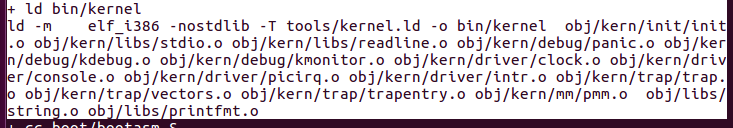 + ld bin/kernel
ld -m    elf_i386 -nostdlib -T tools/kernel.ld -o bin/kernel  obj/kern/init/init
.o obj/kern/libs/stdio.o obj/kern/libs/readline.o obj/kern/debug/panic.o obj/ker
n/debug/kdebug.o obj/kern/debug/kmonitor.o obj/kern/driver/clock.o obj/kern/driv
er/console.o obj/kern/driver/picirq.o obj/kern/driver/intr.o obj/kern/trap/trap.
o obj/kern/trap/vectors.o obj/kern/trap/trapentry.o obj/kern/mm/pmm.o  obj/libs/
string.o obj/libs/printfmt.o
+ cc boot/bootasm.S